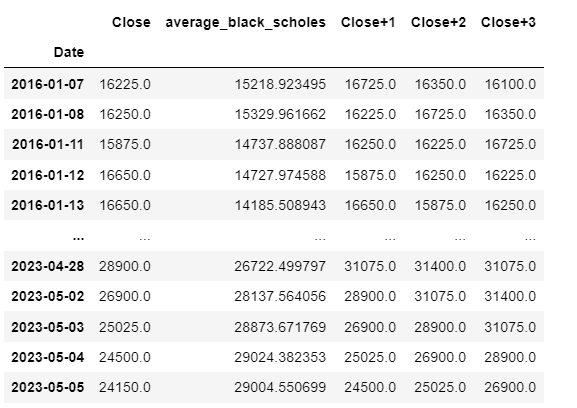 Close average_black_scholes Close+1 Close+2 Close+3
Date
2016-01-07 16225.0 15218.923495 16725.0 16350.0 16100.0
2016-01-08 16250.0 15329.961662 16225.0 16725.0 16350.0
2016-01-11 15875.0 14737.888087 16250.0 16225.0 16725.0
2016-01-12 16650.0 14727.974588 15875.0 16250.0 16225.0
2016-01-13 16650.0 14185.508943 16650.0 15875.0 16250.0
... ... ... ... ... ...
2023-04-28 28900.0 26722.499797 31075.0 31400.0 31075.0
2023-05-02 26900.0 28137.564056 28900.0 31075.0 31400.0
2023-05-03 25025.0 28873.671769 26900.0 28900.0 31075.0
2023-05-04 24500.0 29024.382353 25025.0 26900.0 28900.0
2023-05-05 24150.0 29004.550699 24500.0 25025.0 26900.0